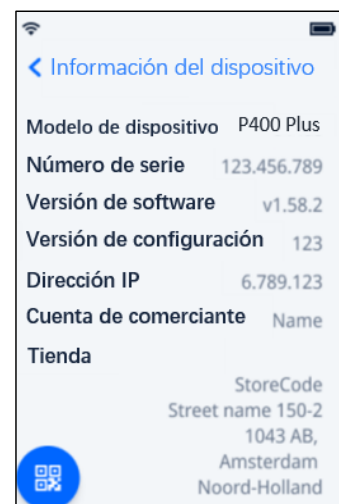 Información del dispositivo
Modelo de dispositivo P400 Plus
Número de serie 123.456.789
Versión de software v1.58.2
Versión de configuración 123
Dirección IP 6.789.123
Cuenta de comerciante Name
Tienda
StoreCode
Street name 150-2
1043 AB,
Amsterdam
Noord-Holland